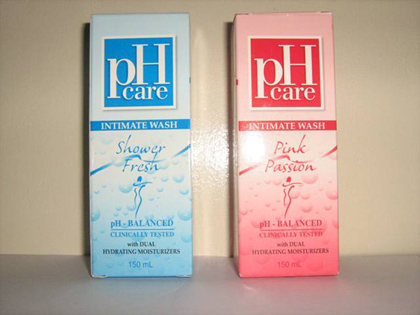 pH
care
INTIMATE WASH
Shower
Fresh
pH - BALANCED
CLINICALLY TESTED
with DUAL
HYDRATING MOISTURIZERS
150 mL
pH
care
INTIMATE WASH
Pink
Passion
pH - BALANCED
CLINICALLY TESTED
with DUAL
HYDRATING MOISTURIZERS
150 mL